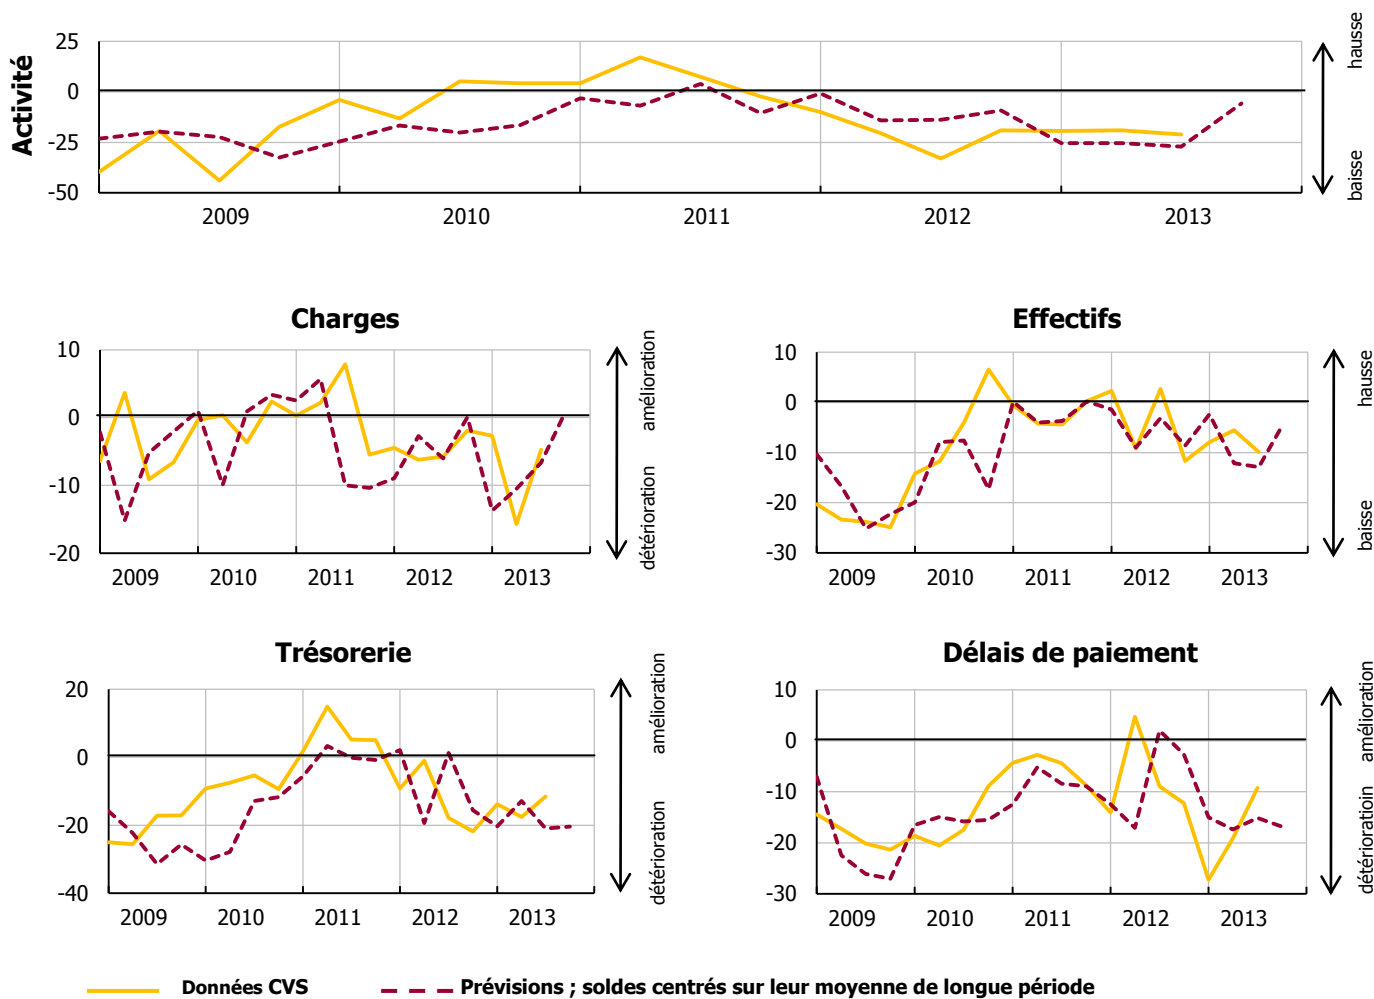 Activité
25
0
-25
-50
2009 2010 2011 2012 2013
hausse
baisse
Charges
10
0
-10
-20
2009 2010 2011 2012 2013
amélioration
détérioration
Effectifs
10
0
-10
-20
-30
2009 2010 2011 2012 2013
hausse
baisse
Trésorerie
20
0
-20
-40
2009 2010 2011 2012 2013
amélioration
détérioration
Délais de paiement
10
0
-10
-20
-30
2009 2010 2011 2012 2013
amélioration
détérioratioin
Données CVS
Prévisions ; soldes centrés sur leur moyenne de longue période